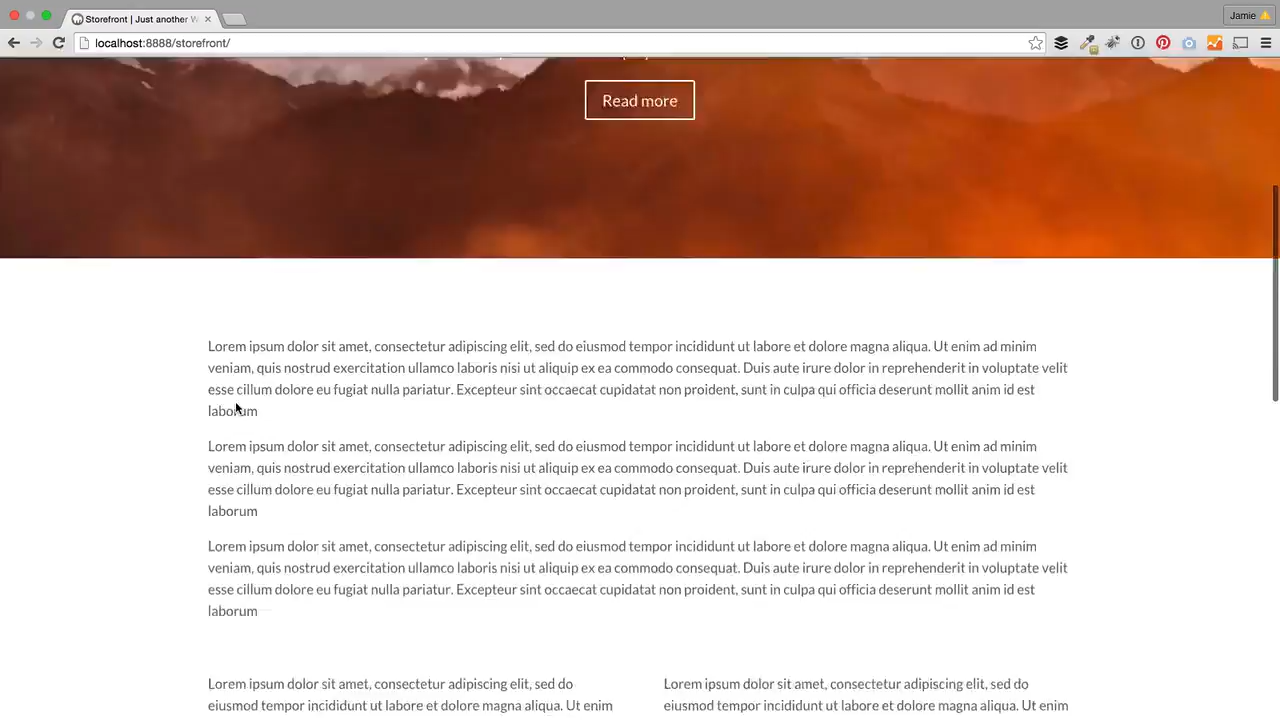 Storefront | Just another W
Jamie
localhost:8888/storefront/
Read more
Lorem ipsum dolor sit amet, consectetur adipiscing elit, sed do eiusmod tempor incididunt ut labore et dolore magna aliqua. Ut enim ad minim
veniam, quis nostrud exercitation ullamco laboris nisi ut aliquip ex ea commodo consequat. Duis aute irure dolor in reprehenderit in voluptate velit
esse cillum dolore eu fugiat nulla pariatur. Excepteur sint occaecat cupidatat non proident, sunt in culpa qui officia deserunt mollit anim id est
laborum
Lorem ipsum dolor sit amet, consectetur adipiscing elit, sed do eiusmod tempor incididunt ut labore et dolore magna aliqua. Ut enim ad minim
veniam, quis nostrud exercitation ullamco laboris nisi ut aliquip ex ea commodo consequat. Duis aute irure dolor in reprehenderit in voluptate velit
esse cillum dolore eu fugiat nulla pariatur. Excepteur sint occaecat cupidatat non proident, sunt in culpa qui officia deserunt mollit anim id est
laborum
Lorem ipsum dolor sit amet, consectetur adipiscing elit, sed do eiusmod tempor incididunt ut labore et dolore magna aliqua. Ut enim ad minim
veniam, quis nostrud exercitation ullamco laboris nisi ut aliquip ex ea commodo consequat. Duis aute irure dolor in reprehenderit in voluptate velit
esse cillum dolore eu fugiat nulla pariatur. Excepteur sint occaecat cupidatat non proident, sunt in culpa qui officia deserunt mollit anim id est
laborum
Lorem ipsum dolor sit amet, consectetur adipiscing elit, sed do
eiusmod tempor incididunt ut labore et dolore magna aliqua. Ut enim
Lorem ipsum dolor sit amet, consectetur adipiscing elit, sed do
eiusmod tempor incididunt ut labore et dolore magna aliqua. Ut enim